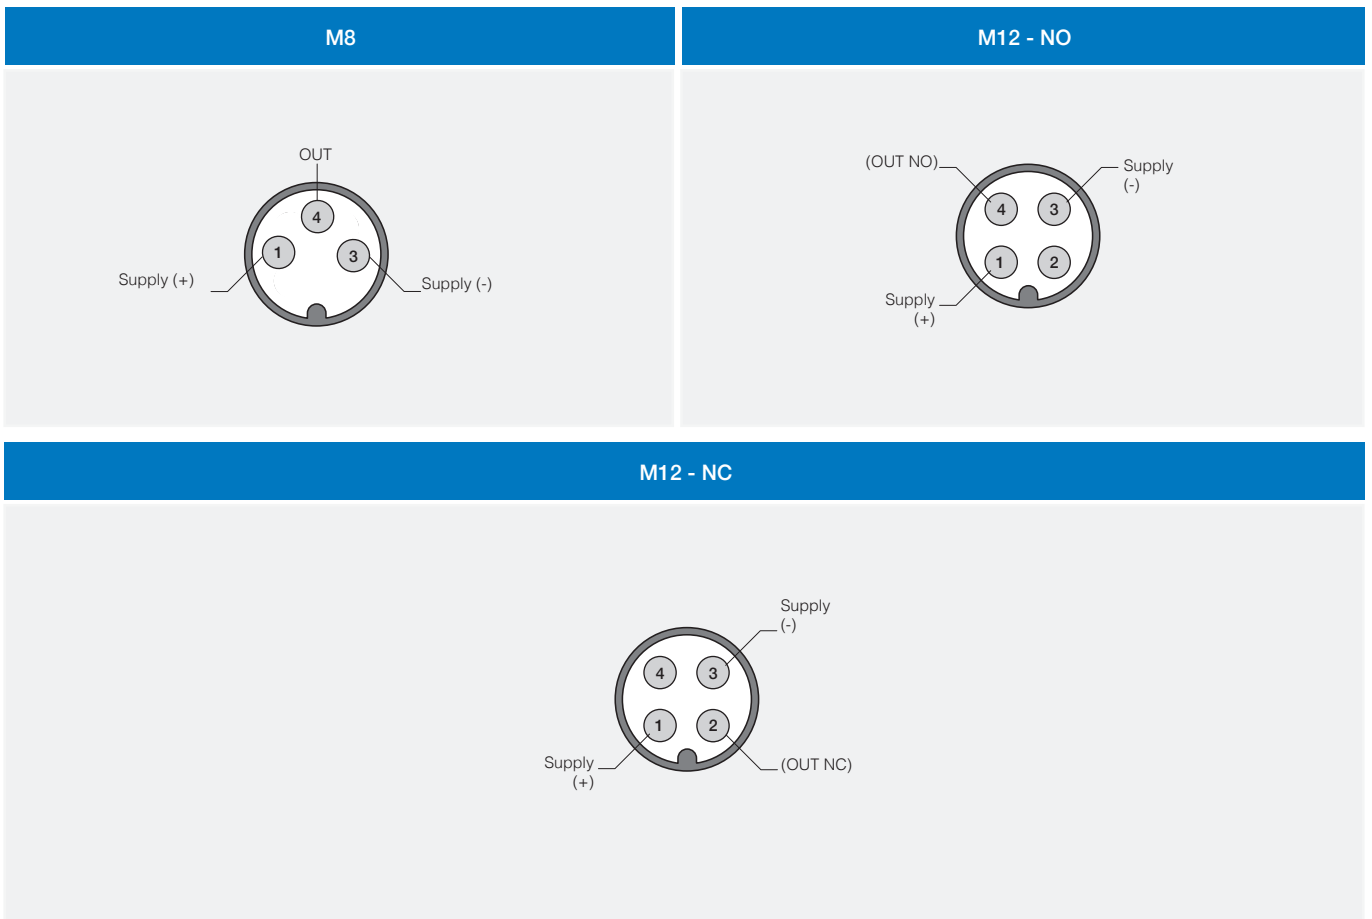 M8
M12 - NO
OUT
4
1
3
Supply (+)
Supply (-)
(OUT NO)
Supply
(-)
4
3
1
2
Supply
(+)
M12 - NC
Supply
(-)
4
3
1
2
Supply
(+)
(OUT NC)